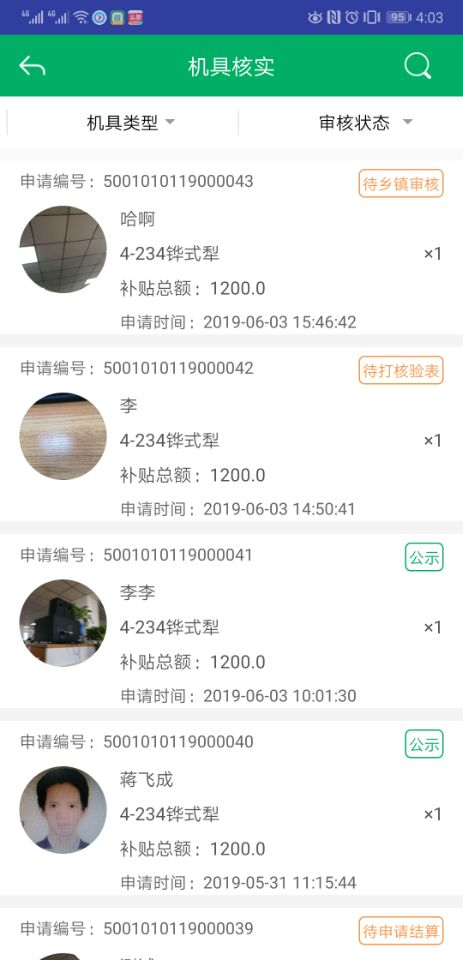 4G 4G 95 4:03
机具核实
机具类型 审核状态
申请编号：5001010119000043 待乡镇审核
哈啊
4-234铧式犁 ×1
补贴总额：1200.0
申请时间：2019-06-03 15:46:42
申请编号：5001010119000042 待打核验表
李
4-234铧式犁 ×1
补贴总额：1200.0
申请时间：2019-06-03 14:50:41
申请编号：5001010119000041 公示
李李
4-234铧式犁 ×1
补贴总额：1200.0
申请时间：2019-06-03 10:01:30
申请编号：5001010119000040 公示
蒋飞成
4-234铧式犁 ×1
补贴总额：1200.0
申请时间：2019-05-31 11:15:44
申请编号：5001010119000039 待申请结算